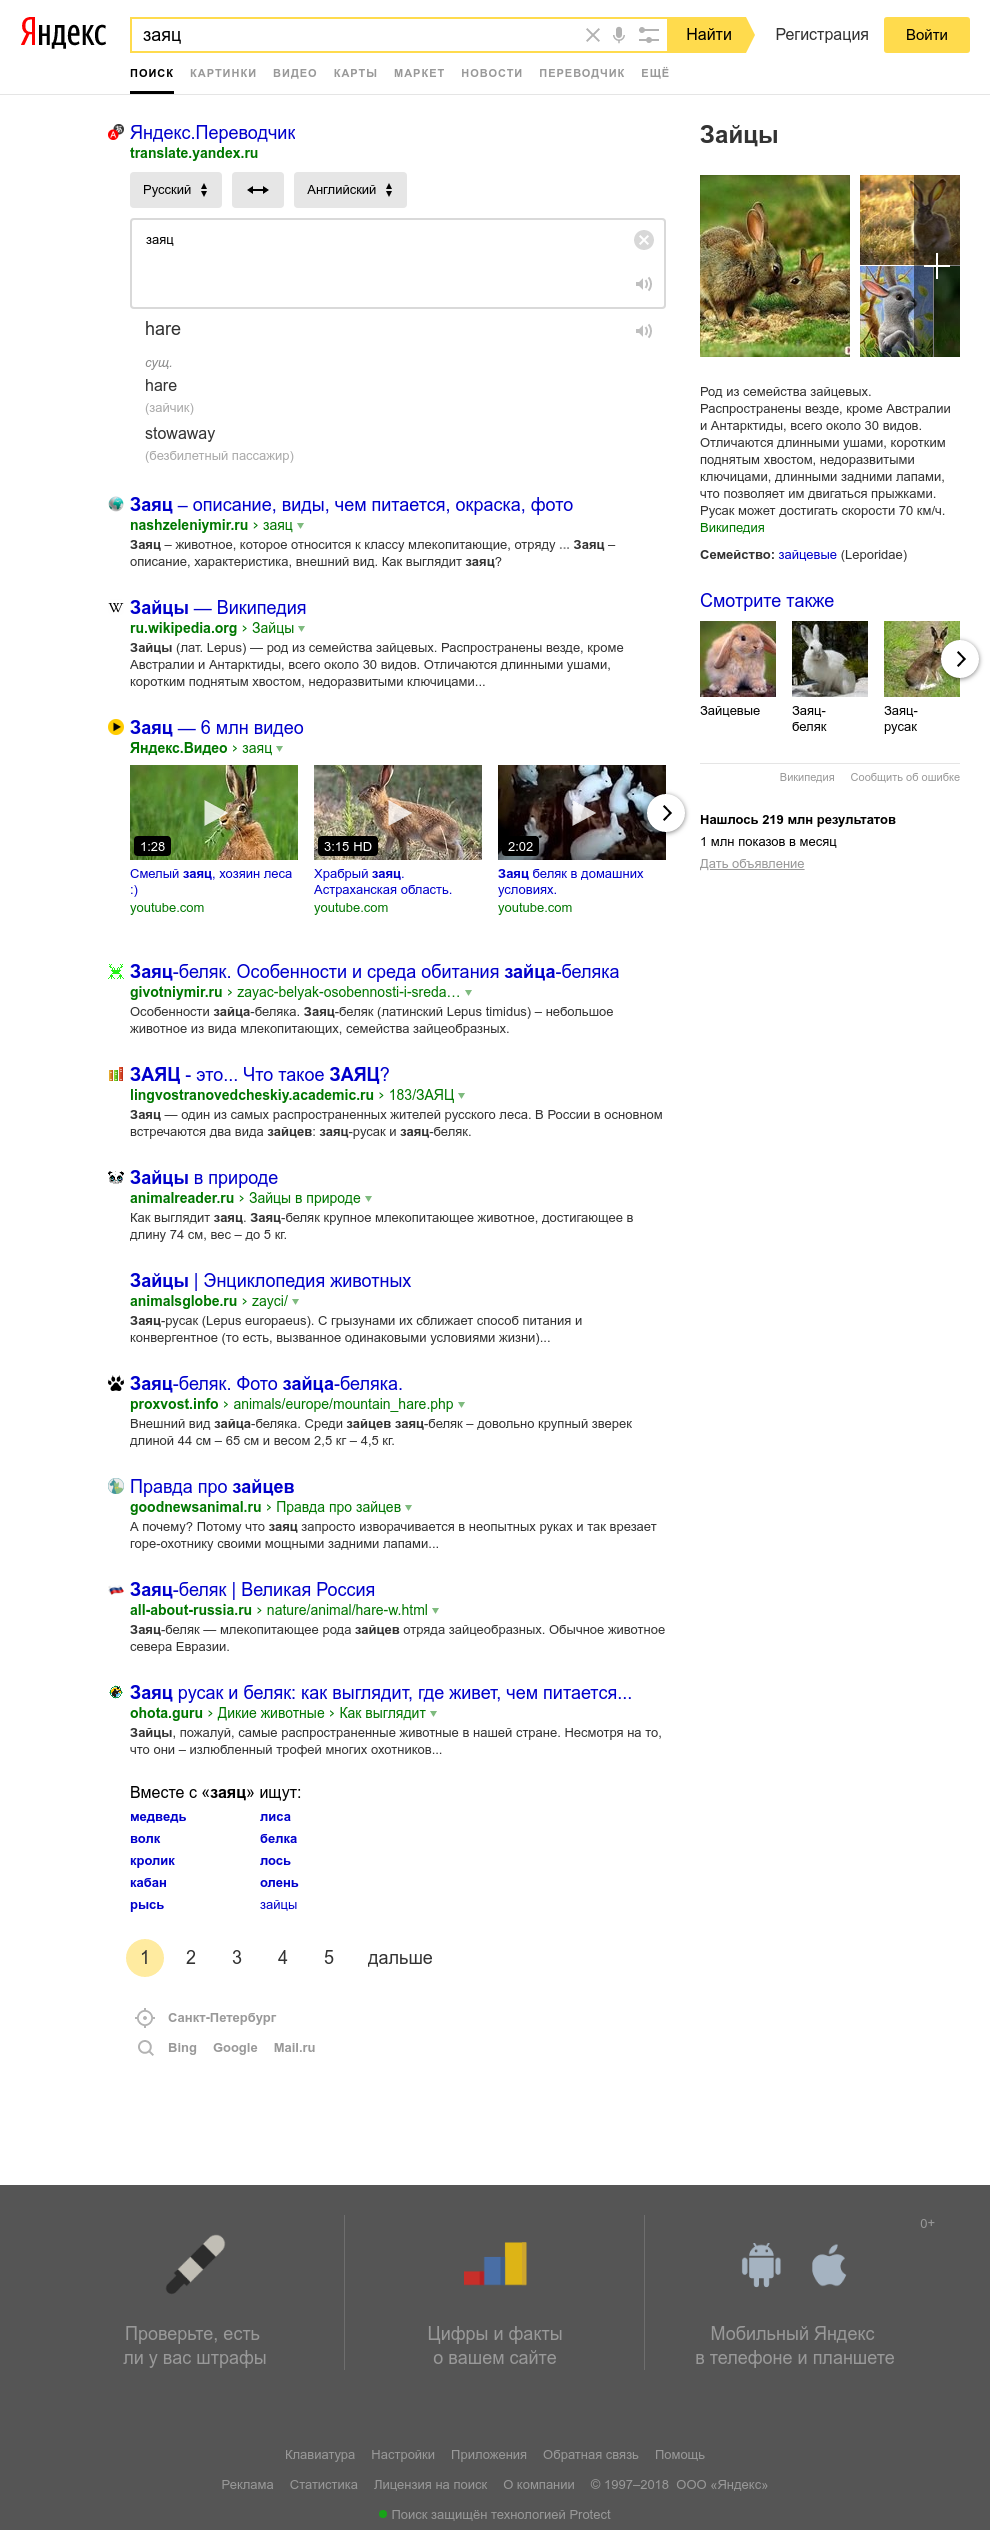 Яндекс
заяц
Найти
Регистрация
Войти
ПОИСК КАРТИНКИ ВИДЕО КАРТЫ МАРКЕТ НОВОСТИ ПЕРЕВОДЧИК ЕЩЁ
Яндекс.Переводчик
translate.yandex.ru
Русский
Английский
заяц
hare
сущ.
hare
(зайчик)
stowaway
(безбилетный пассажир)
Заяц – описание, виды, чем питается, окраска, фото
nashzeleniymir.ru › заяц
Заяц – животное, которое относится к классу млекопитающие, отряду ... Заяц –
описание, характеристика, внешний вид. Как выглядит заяц?
Зайцы — Википедия
ru.wikipedia.org › Зайцы
Зайцы (лат. Lepus) — род из семейства зайцевых. Распространены везде, кроме
Австралии и Антарктиды, всего около 30 видов. Отличаются длинными ушами,
коротким поднятым хвостом, недоразвитыми ключицами...
Заяц — 6 млн видео
Яндекс.Видео › заяц
1:28
3:15 HD
2:02
Смелый заяц, хозяин леса
:)
youtube.com
Храбрый заяц.
Астраханская область.
youtube.com
Заяц беляк в домашних
условиях.
youtube.com
Заяц-беляк. Особенности и среда обитания зайца-беляка
givotniymir.ru › zayac-belyak-osobennosti-i-sreda…
Особенности зайца-беляка. Заяц-беляк (латинский Lepus timidus) – небольшое
животное из вида млекопитающих, семейства зайцеобразных.
ЗАЯЦ - это... Что такое ЗАЯЦ?
lingvostranovedcheskiy.academic.ru › 183/ЗАЯЦ
Заяц — один из самых распространенных жителей русского леса. В России в основном
встречаются два вида зайцев: заяц-русак и заяц-беляк.
Зайцы в природе
animalreader.ru › Зайцы в природе
Как выглядит заяц. Заяц-беляк крупное млекопитающее животное, достигающее в
длину 74 см, вес – до 5 кг.
Зайцы | Энциклопедия животных
animalsglobe.ru › zayci/
Заяц-русак (Lepus europaeus). С грызунами их сближает способ питания и
конвергентное (то есть, вызванное одинаковыми условиями жизни)...
Заяц-беляк. Фото зайца-беляка.
proxvost.info › animals/europe/mountain_hare.php
Внешний вид зайца-беляка. Среди зайцев заяц-беляк – довольно крупный зверек
длиной 44 см – 65 см и весом 2,5 кг – 4,5 кг.
Правда про зайцев
goodnewsanimal.ru › Правда про зайцев
А почему? Потому что заяц запросто изворачивается в неопытных руках и так врезает
горе-охотнику своими мощными задними лапами...
Заяц-беляк | Великая Россия
all-about-russia.ru › nature/animal/hare-w.html
Заяц-беляк — млекопитающее рода зайцев отряда зайцеобразных. Обычное животное
севера Евразии.
Заяц русак и беляк: как выглядит, где живет, чем питается...
ohota.guru › Дикие животные › Как выглядит
Зайцы, пожалуй, самые распространенные животные в нашей стране. Несмотря на то,
что они – излюбленный трофей многих охотников...
Вместе с «заяц» ищут:
медведь лиса
волк белка
кролик лось
кабан олень
рысь зайцы
1 2 3 4 5 дальше
Санкт-Петербург
Bing Google Mail.ru
Зайцы
Род из семейства зайцевых.
Распространены везде, кроме Австралии
и Антарктиды, всего около 30 видов.
Отличаются длинными ушами, коротким
поднятым хвостом, недоразвитыми
ключицами, длинными задними лапами,
что позволяет им двигаться прыжками.
Русак может достигать скорости 70 км/ч.
Википедия
Семейство: зайцевые (Leporidae)
Смотрите также
Зайцевые
Заяц-
беляк
Заяц-
русак
Википедия Сообщить об ошибке
Нашлось 219 млн результатов
1 млн показов в месяц
Дать объявление
0+
Проверьте, есть
ли у вас штрафы
Цифры и факты
о вашем сайте
Мобильный Яндекс
в телефоне и планшете
Клавиатура Настройки Приложения Обратная связь Помощь
Реклама Статистика Лицензия на поиск О компании © 1997–2018 ООО «Яндекс»
Поиск защищён технологией Protect